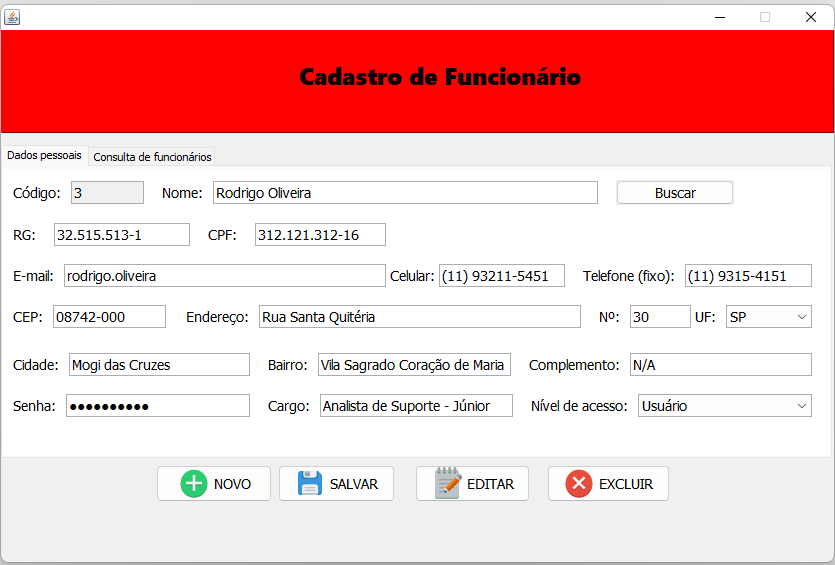 Cadastro de Funcionário
Dados pessoais Consulta de funcionários
Código: 3 Nome: Rodrigo Oliveira Buscar
RG: 32.515.513-1 CPF: 312.121.312-16
E-mail: rodrigo.oliveira Celular: (11) 93211-5451 Telefone (fixo): (11) 9315-4151
CEP: 08742-000 Endereço: Rua Santa Quitéria Nº: 30 UF: SP
Cidade: Mogi das Cruzes Bairro: Vila Sagrado Coração de Maria Complemento: N/A
Senha: ●●●●●●●●●● Cargo: Analista de Suporte - Júnior Nível de acesso: Usuário
NOVO SALVAR EDITAR EXCLUIR